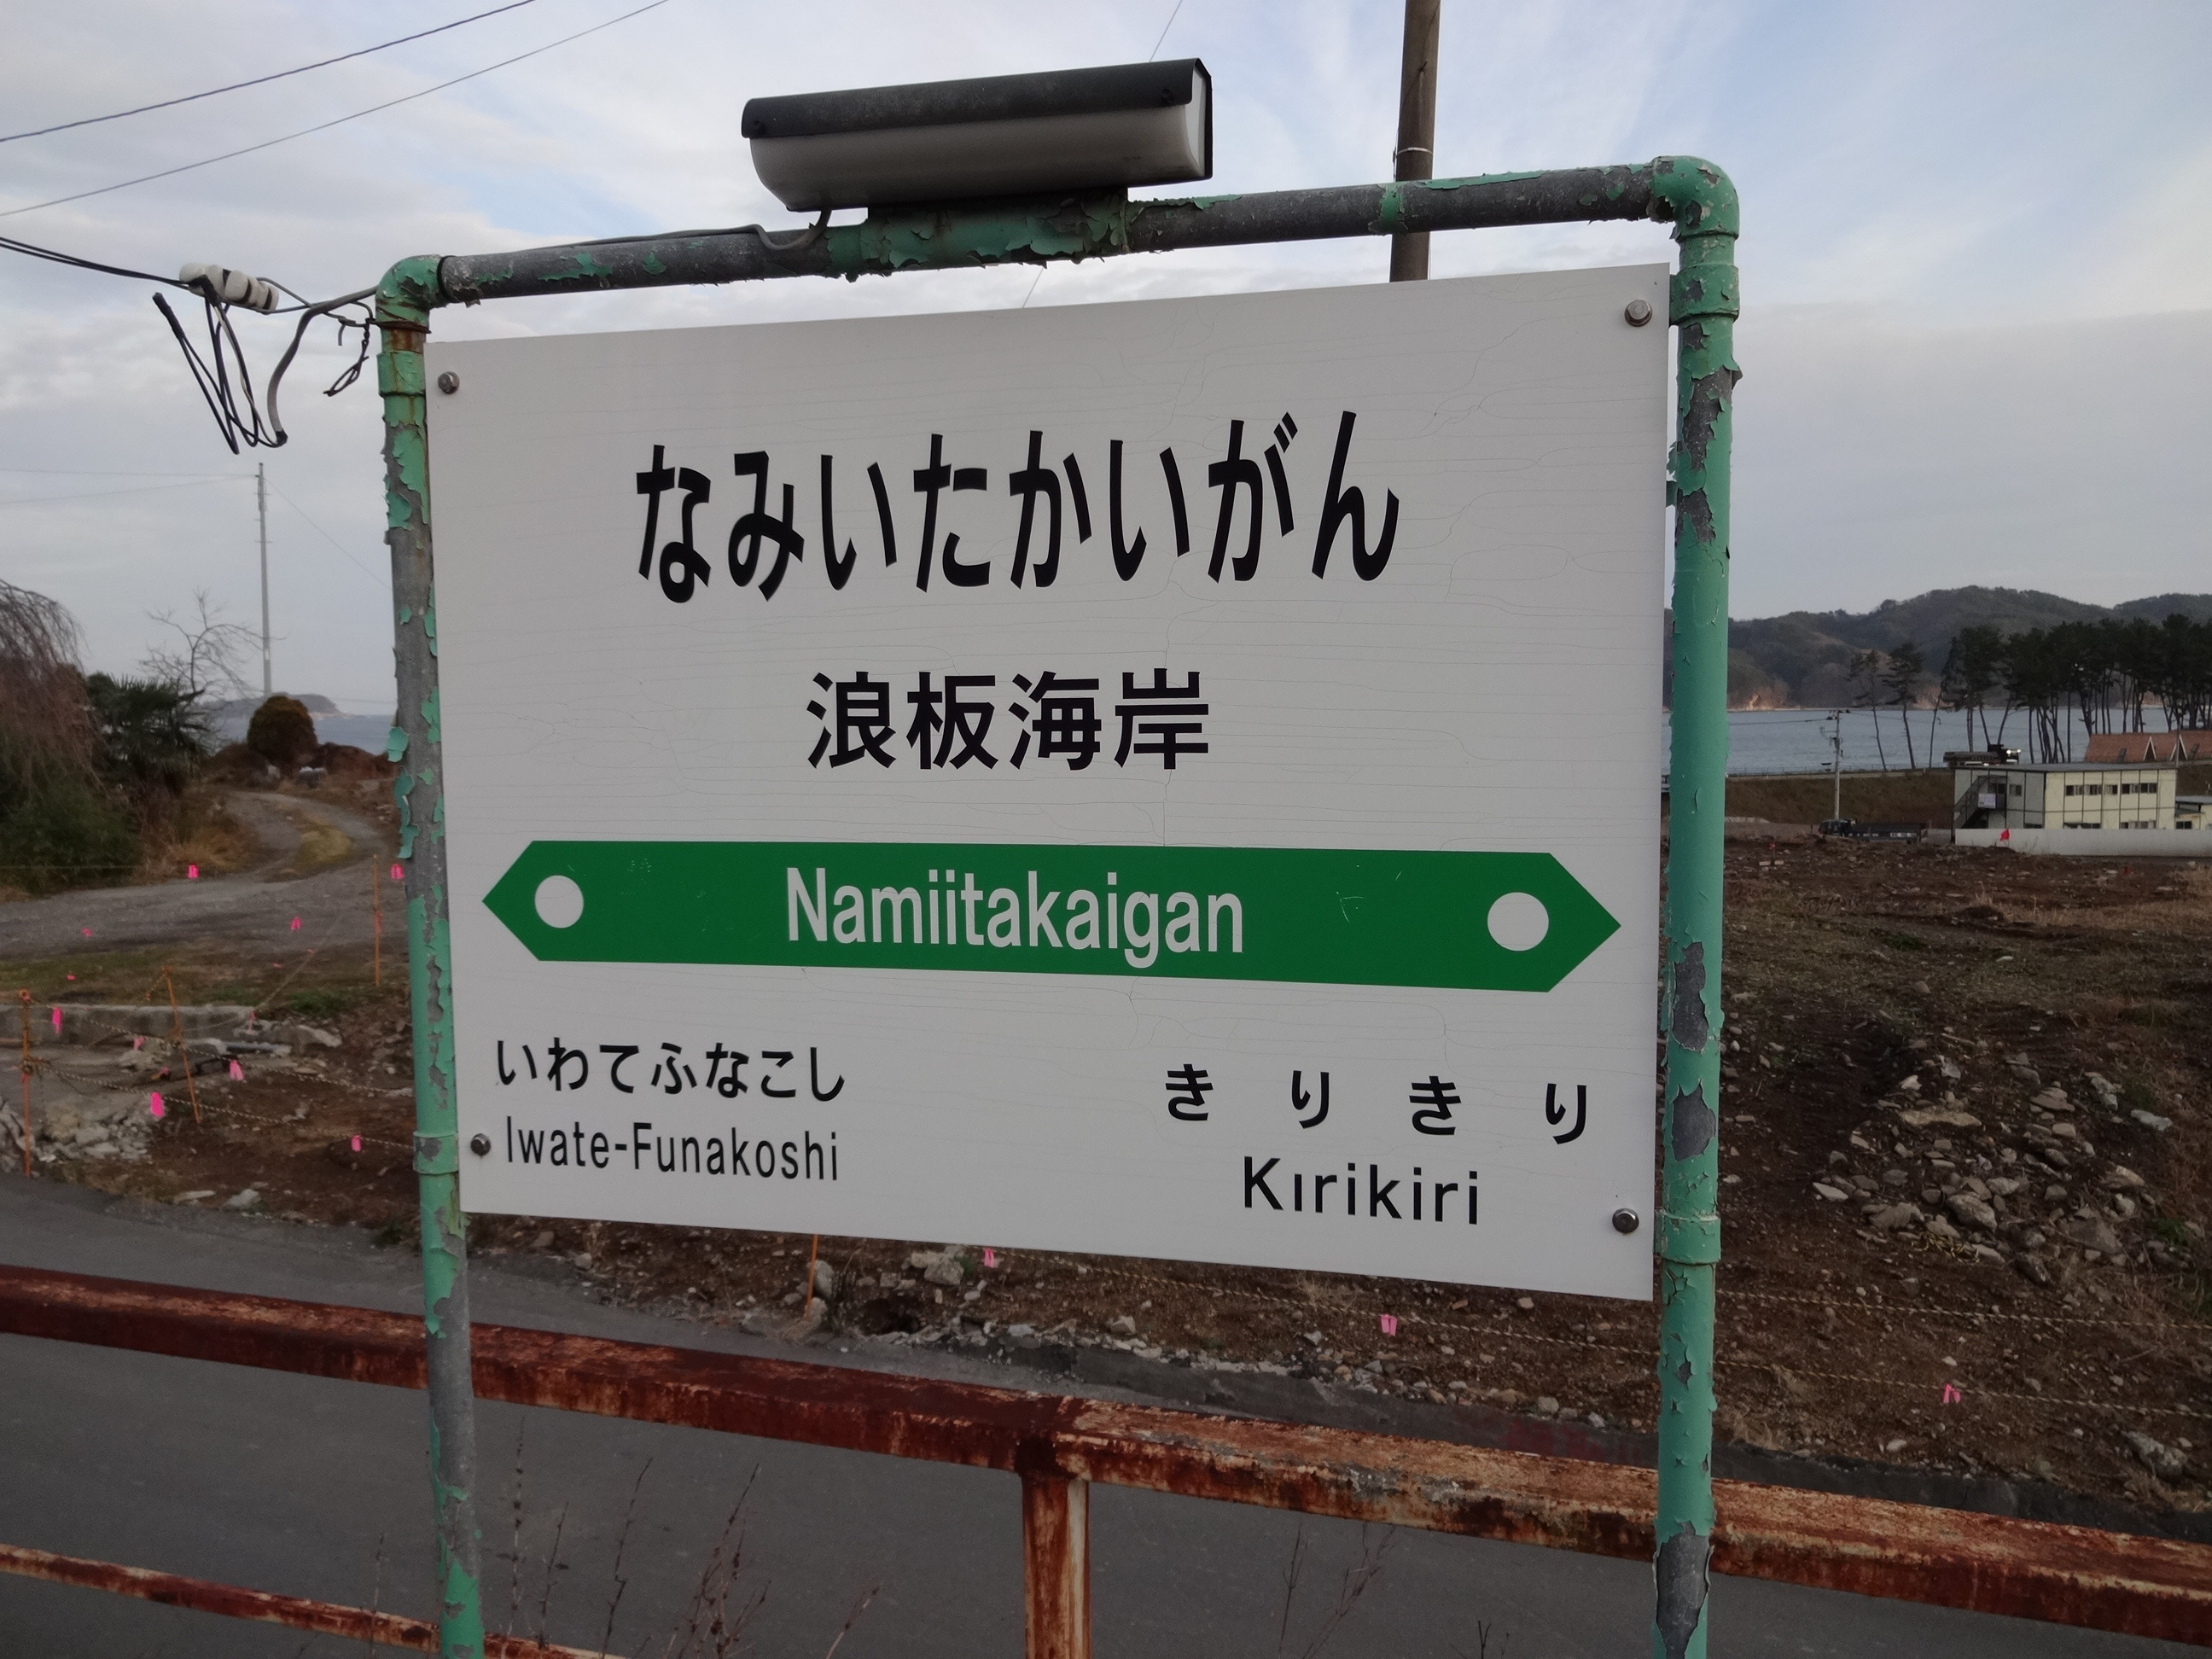 なみいたかいがん
浪板海岸
Namiitakaigan
いわてふなこし きりきり
Iwate-Funakoshi Kirikiri